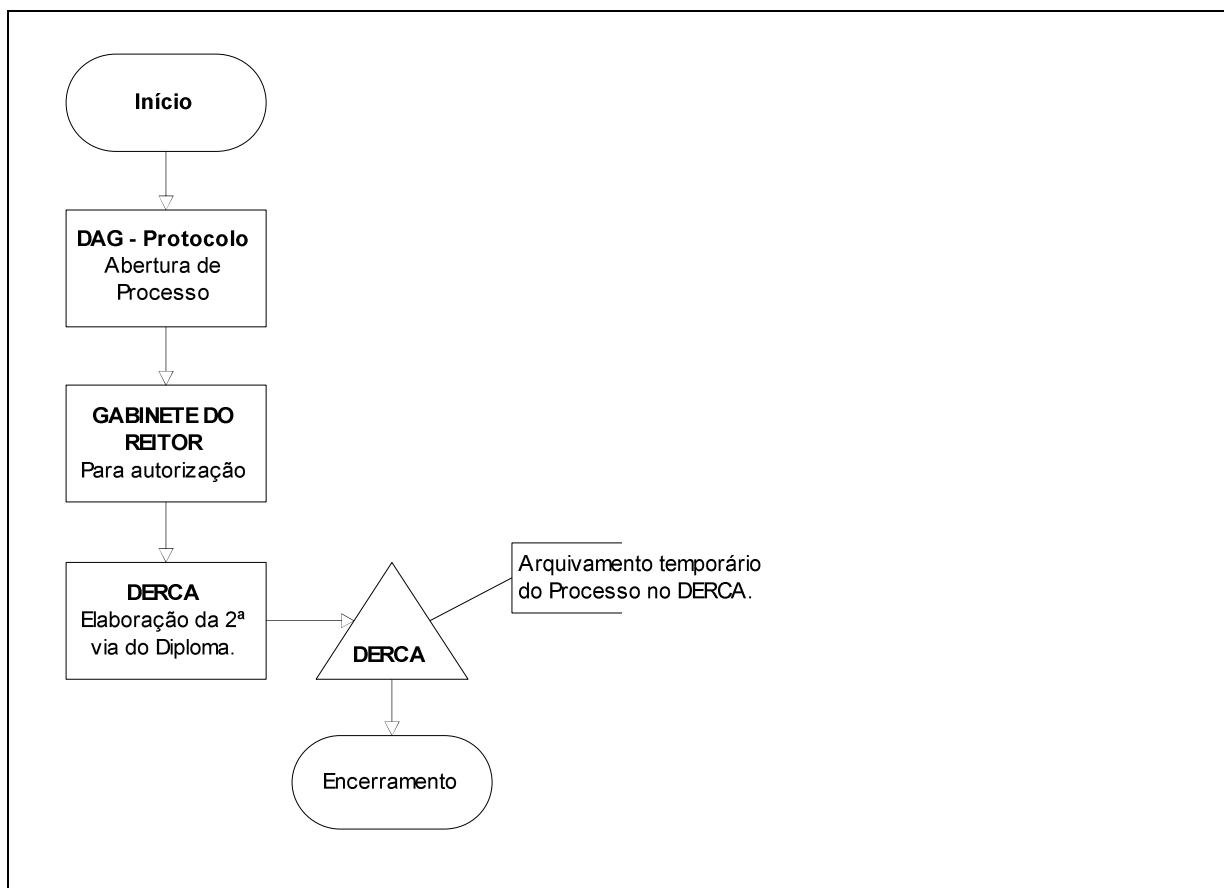 Início
DAG - Protocolo
Abertura de
Processo
GABINETE DO
REITOR
Para autorização
DERCA
Elaboração da 2ª
via do Diploma.
DERCA
Arquivamento temporário
do Processo no DERCA.
Encerramento